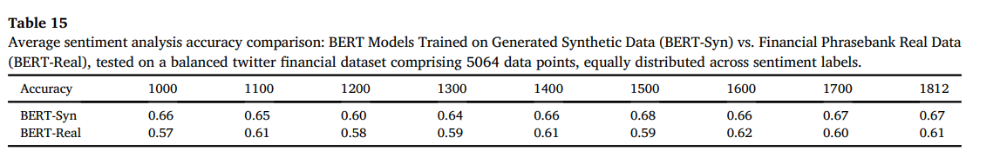 Table 15
Average sentiment analysis accuracy comparison: BERT Models Trained on Generated Synthetic Data (BERT-Syn) vs. Financial Phrasebank Real Data
(BERT-Real), tested on a balanced twitter financial dataset comprising 5064 data points, equally distributed across sentiment labels.
Accuracy 1000 1100 1200 1300 1400 1500 1600 1700 1812
BERT-Syn 0.66 0.65 0.60 0.64 0.66 0.68 0.66 0.67 0.67
BERT-Real 0.57 0.61 0.58 0.59 0.61 0.59 0.62 0.60 0.61